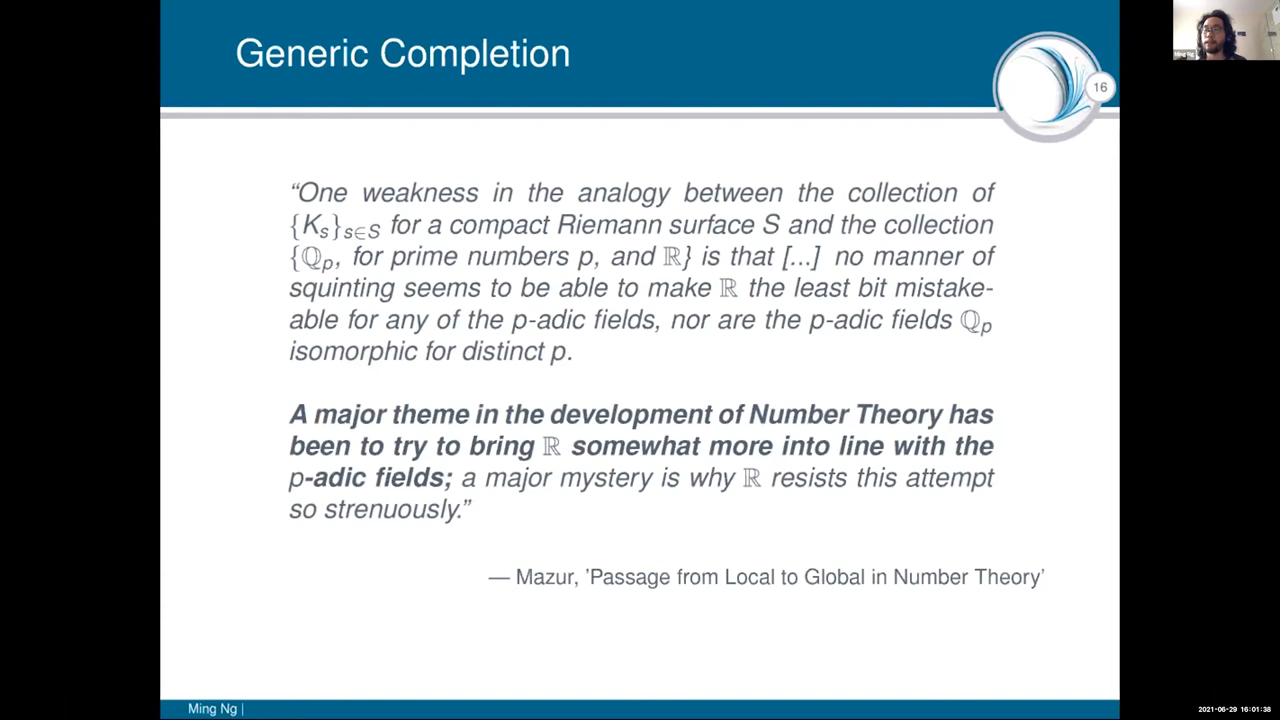 Generic Completion
16
Ming Ng
“One weakness in the analogy between the collection of
{K_s}_{s∈S} for a compact Riemann surface S and the collection
{ℚ_p, for prime numbers p, and ℝ} is that [...] no manner of
squinting seems to be able to make ℝ the least bit mistake-
able for any of the p-adic fields, nor are the p-adic fields ℚ_p
isomorphic for distinct p.
A major theme in the development of Number Theory has
been to try to bring ℝ somewhat more into line with the
p-adic fields; a major mystery is why ℝ resists this attempt
so strenuously.”
— Mazur, ’Passage from Local to Global in Number Theory’
Ming Ng |
2021-06-29 16:01:38